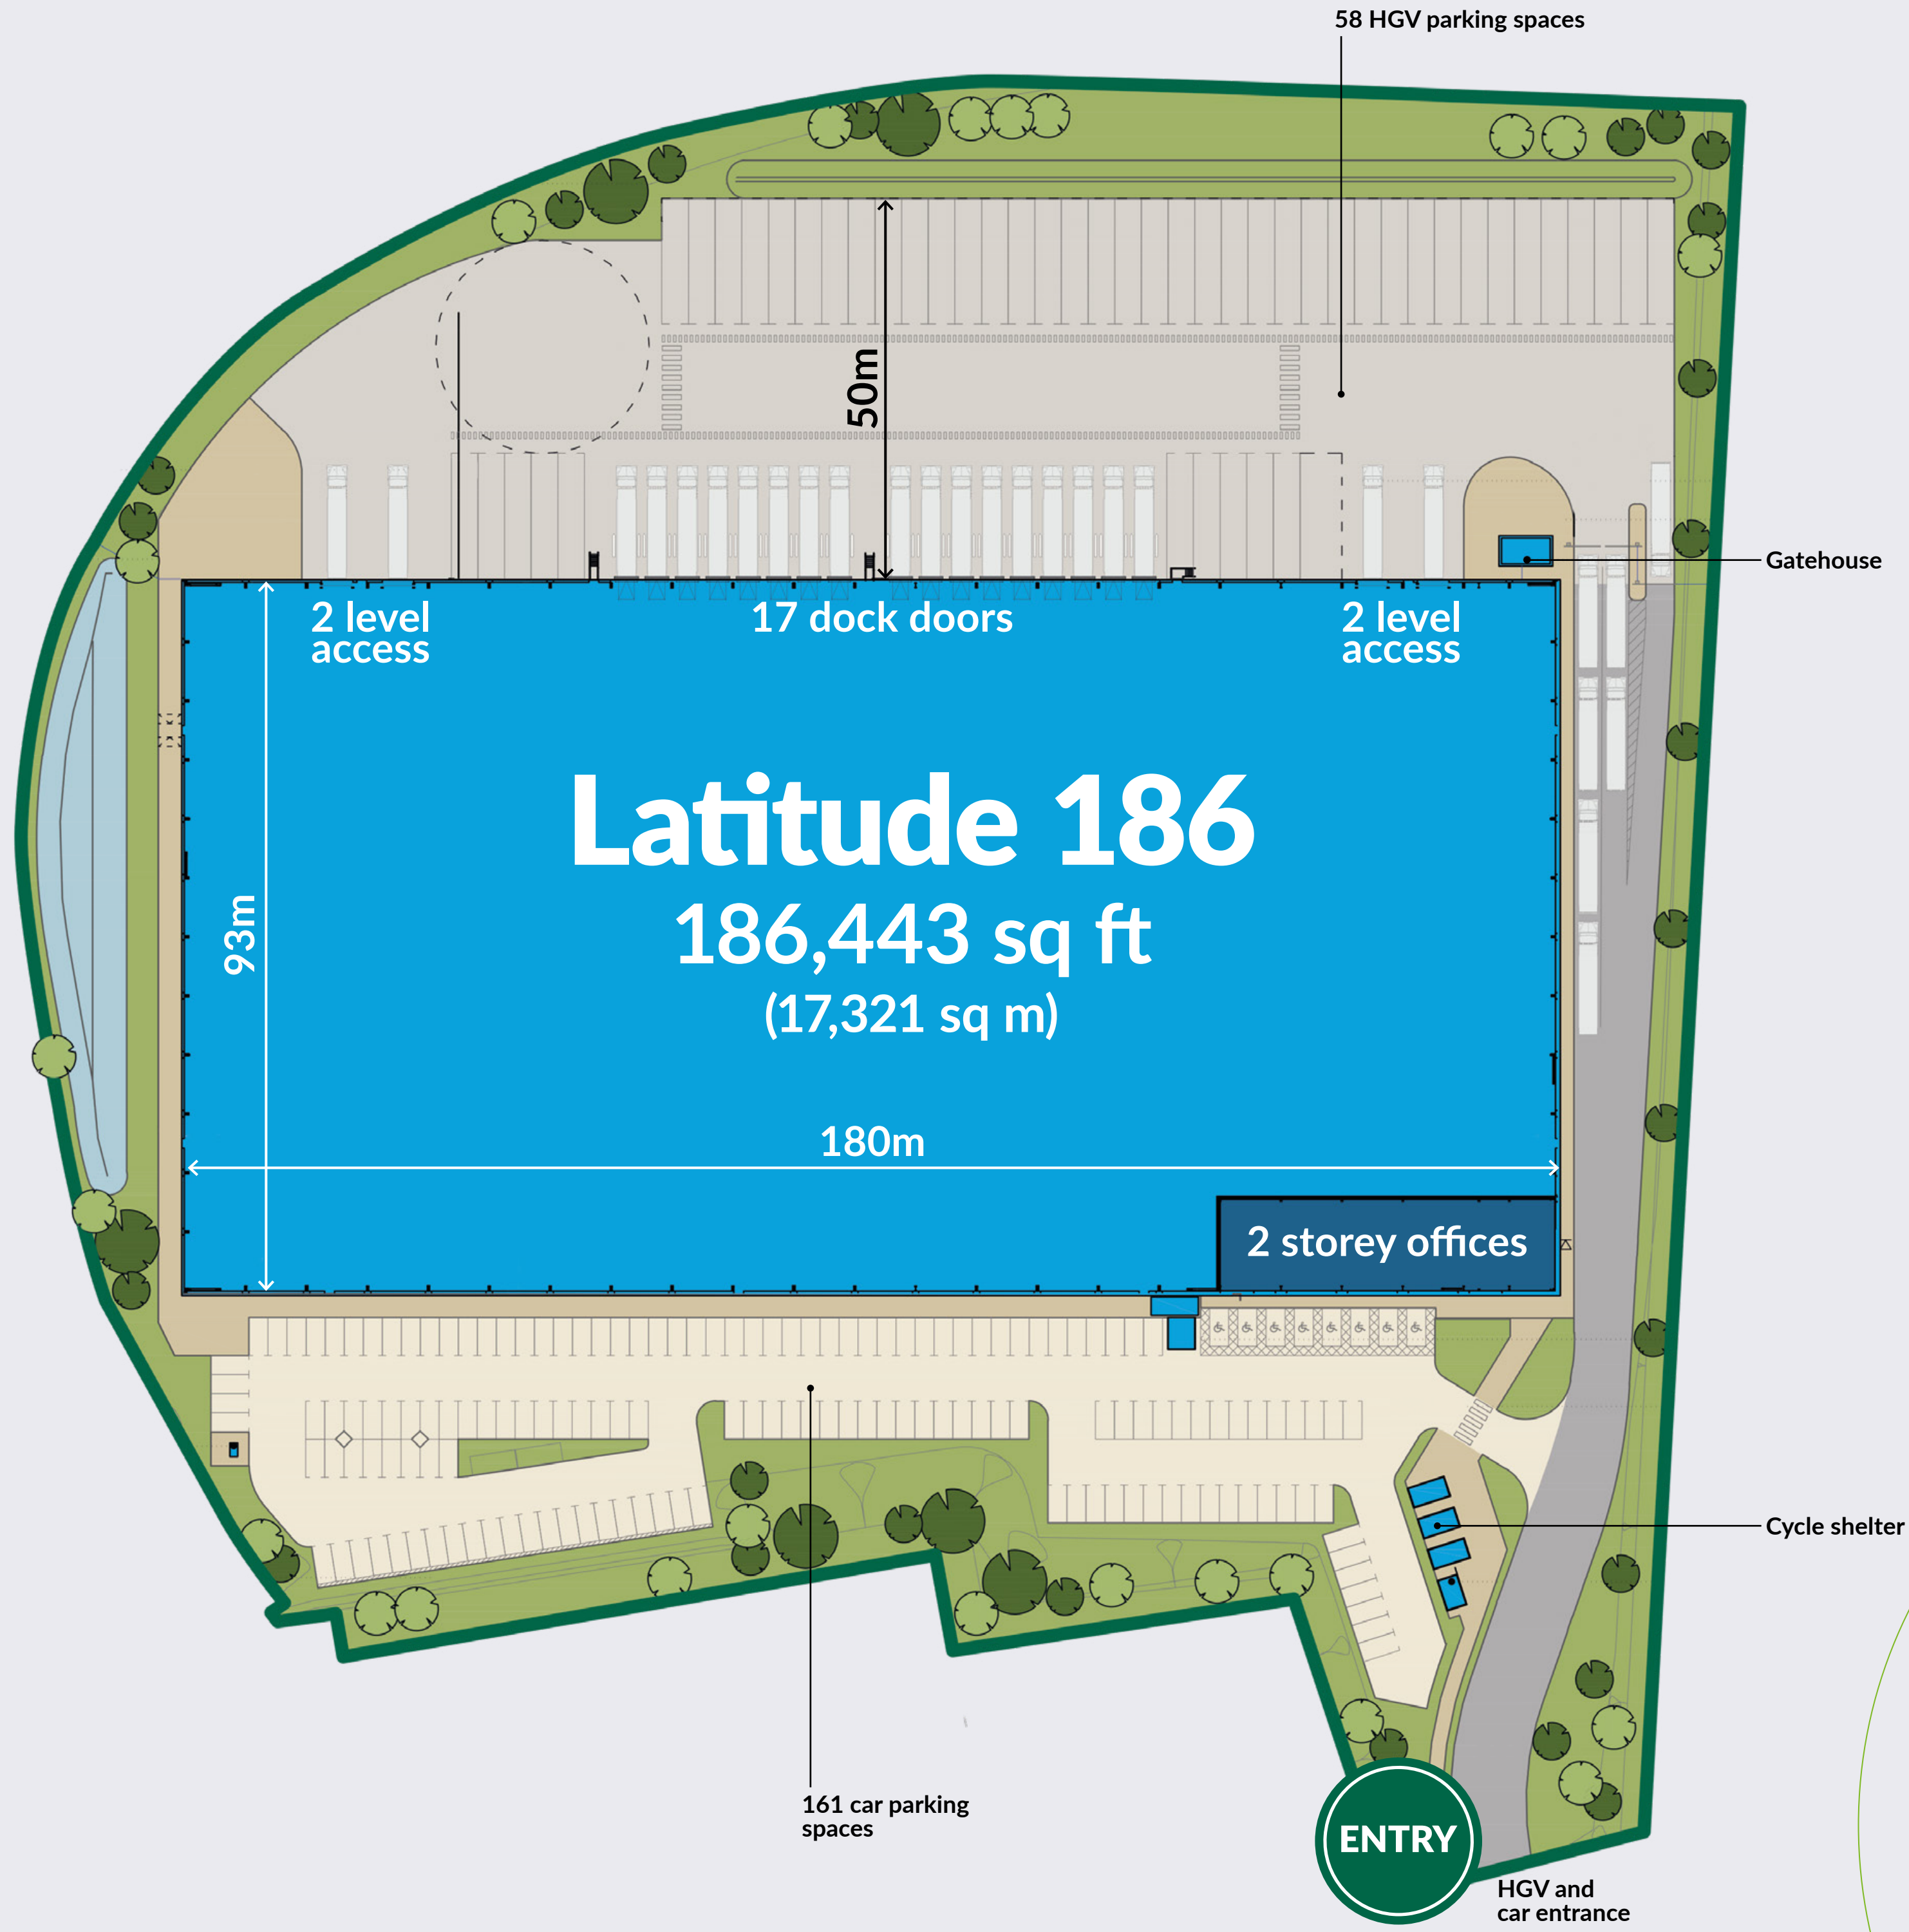 58 HGV parking spaces
50m
Gatehouse
2 level
access
17 dock doors
2 level
access
Latitude 186
186,443 sq ft
(17,321 sq m)
93m
180m
2 storey offices
Cycle shelter
161 car parking
spaces
ENTRY
HGV and
car entrance